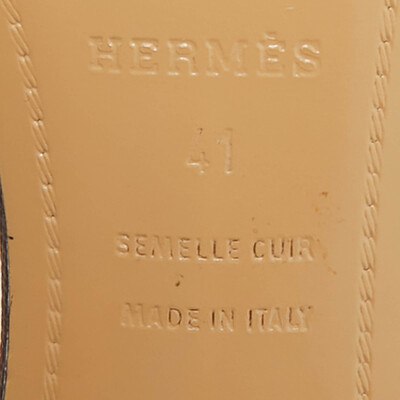 HERMÈS
41
SEMELLE CUIR
MADE IN ITALY